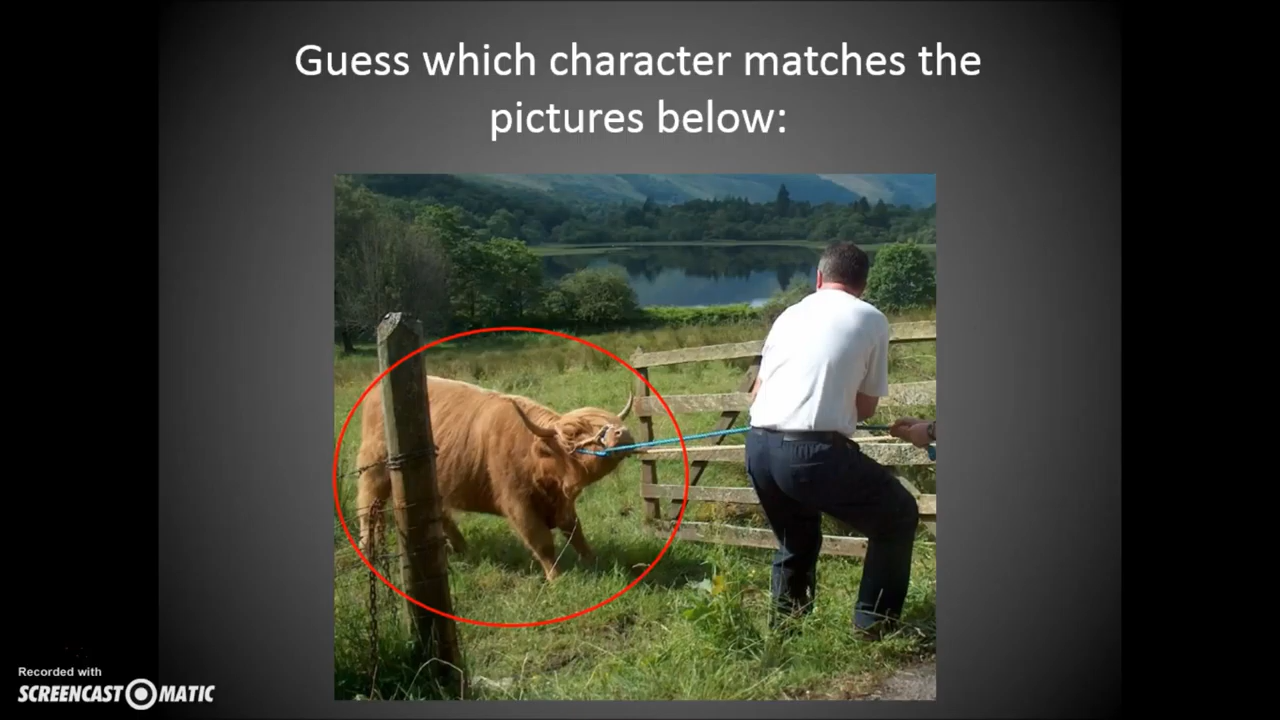 Guess which character matches the
pictures below:
Recorded with
SCREENCAST-O-MATIC